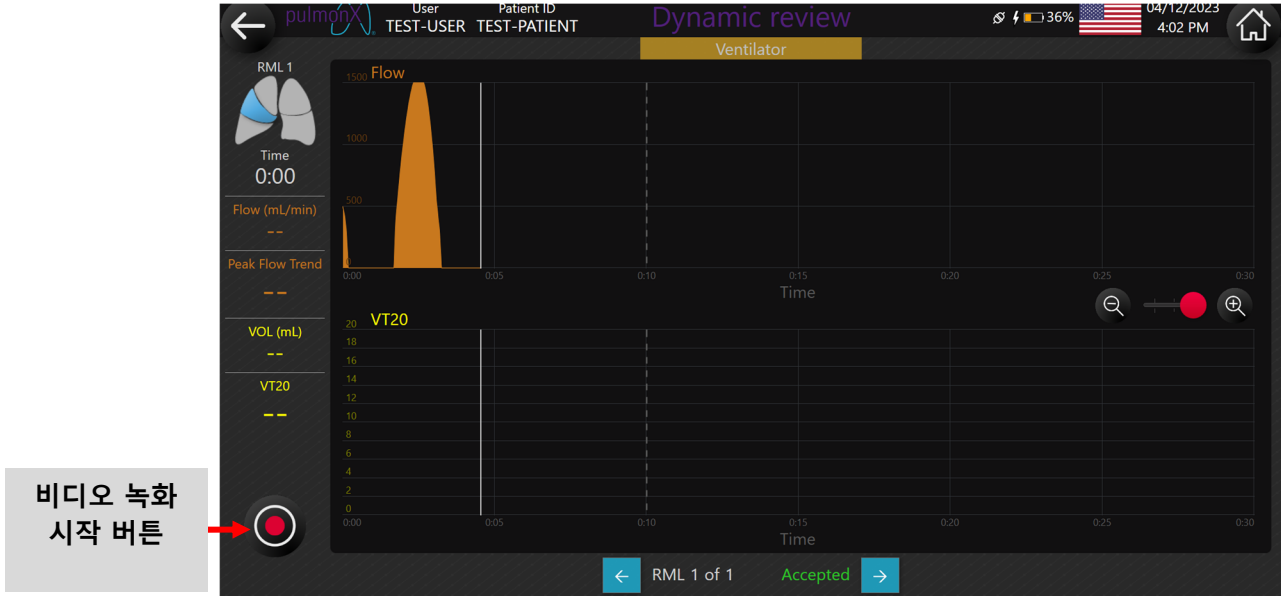 pulmonX
User
TEST-USER
Patient ID
TEST-PATIENT
Dynamic review
36%
04/12/2023
4:02 PM
Ventilator
RML 1
Time
0:00
Flow (mL/min)
--
Peak Flow Trend
--
VOL (mL)
--
VT20
--
비디오 녹화
시작 버튼
Flow
1500
1000
500
0
0:00 0:05 0:10 0:15 0:20 0:25 0:30
Time
VT20
20
18
16
14
12
10
8
6
4
2
0
0:00 0:05 0:10 0:15 0:20 0:25 0:30
Time
RML 1 of 1 Accepted